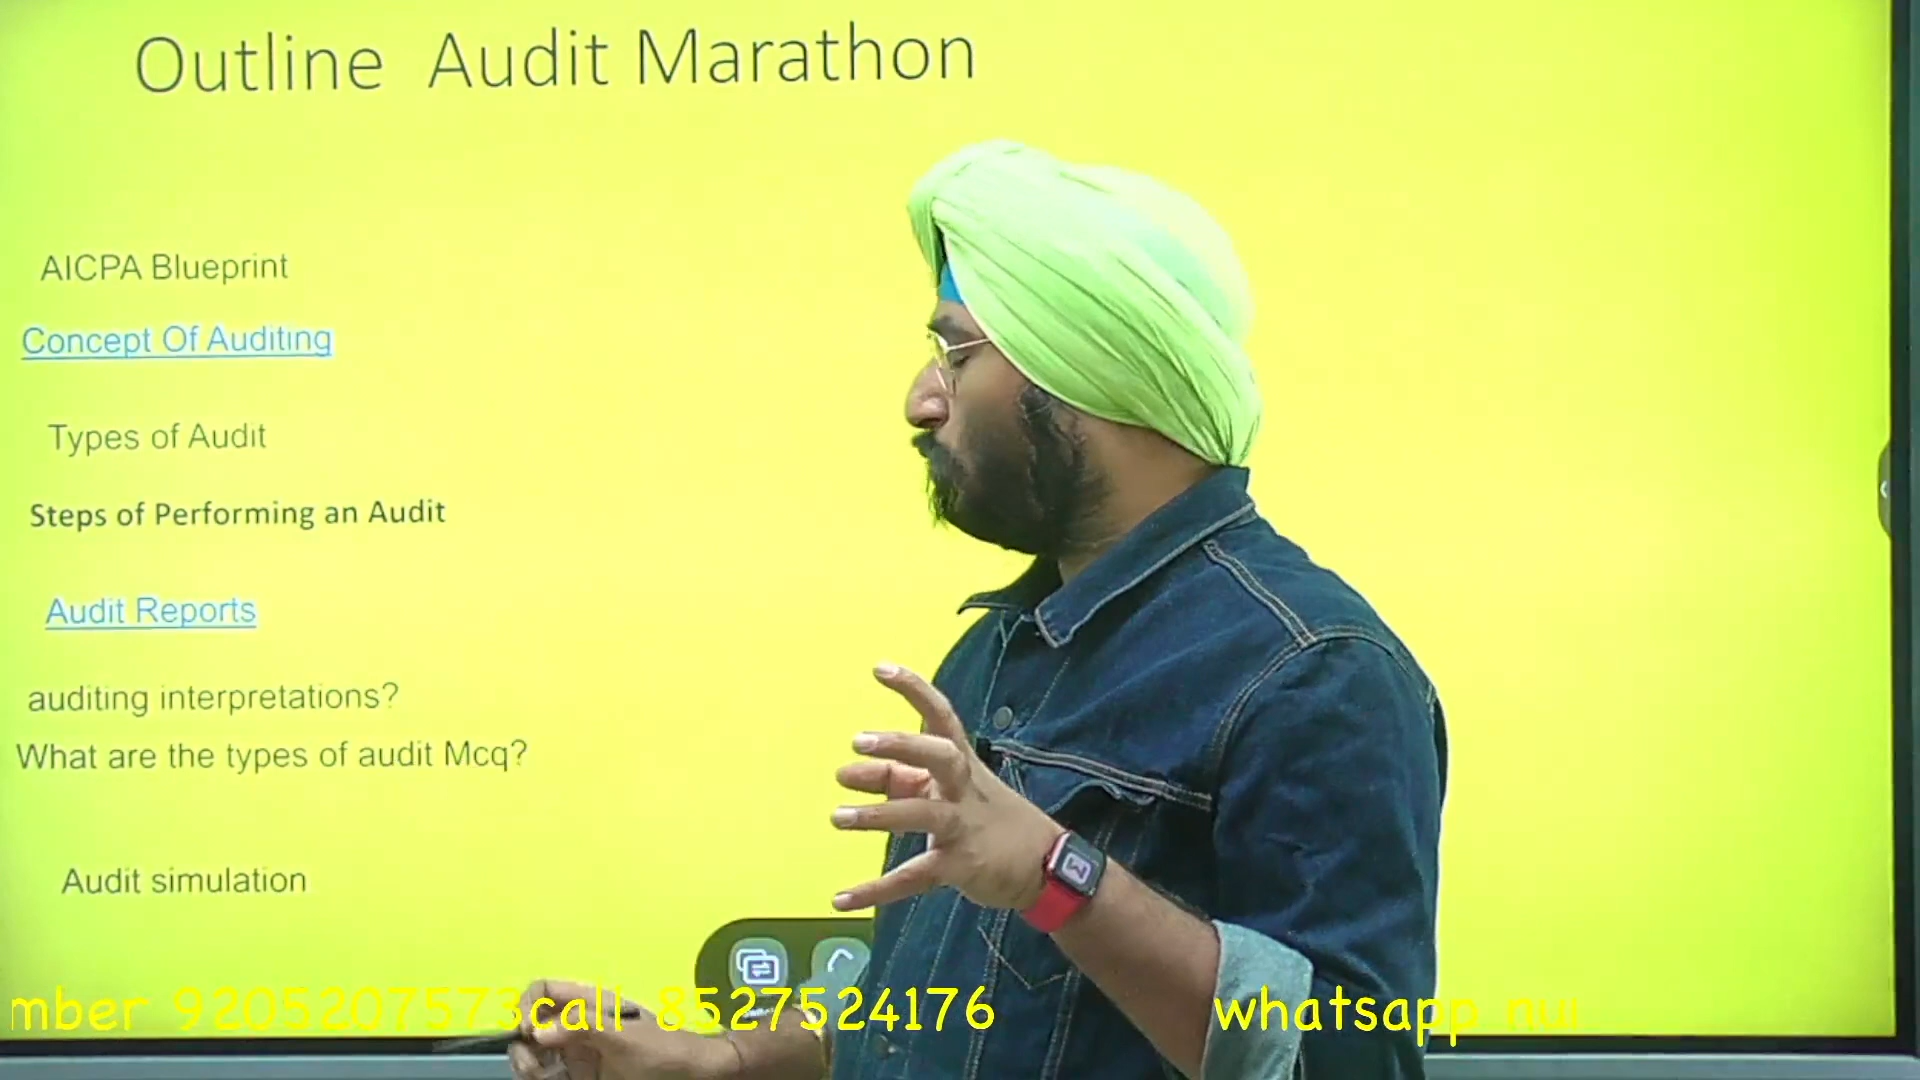 Outline Audit Marathon
AICPA Blueprint
Concept Of Auditing
Types of Audit
Steps of Performing an Audit
Audit Reports
auditing interpretations?
What are the types of audit Mcq?
Audit simulation
mber 9205207573call 8527524176 whatsapp nu